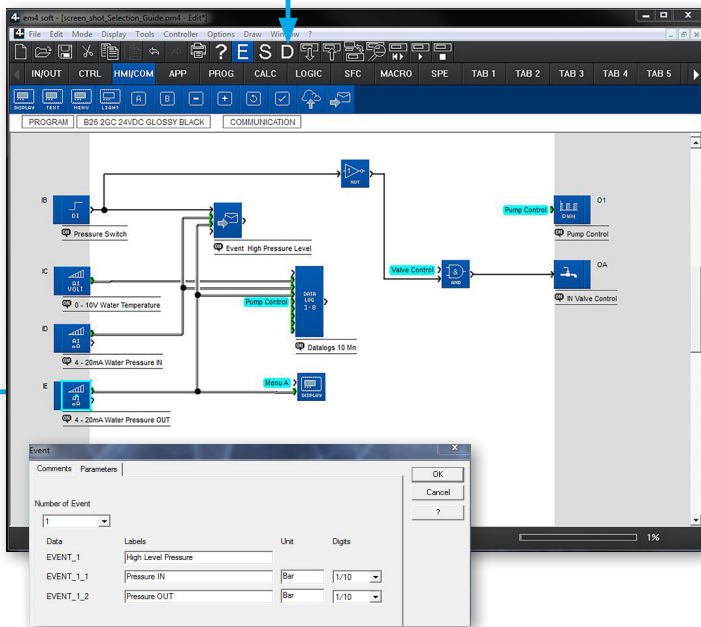 em4 soft - [screen_shot_Selection_Guide.pm4 - Edit*]
File Edit Mode Display Tools Controller Options Draw Window ?
? E S D
IN/OUT CTRL HMI/COM APP PROG CALC LOGIC SFC MACRO SPE TAB 1 TAB 2 TAB 3 TAB 4 TAB 5
DISPLAY TEXT MENU LIGHT A B - +
PROGRAM B26 2GC 24VDC GLOSSY BLACK COMMUNICATION
NOT
IB DI
Pressure Switch
Event High Pressure Level
Pump Control PWM O1
Pump Control
IC AI VOLT
0 - 10V Water Temperature
Valve Control & AND
OA
IN Valve Control
Pump Control DATA LOG 1-8
Datalogs 10 Mn
ID AI mA
4 - 20mA Water Pressure IN
IE mA
4 - 20mA Water Pressure OUT
Menu A DISPLAY
1%
Event
Comments Parameters
OK
Cancel
?
Number of Event
1
Data Labels Unit Digits
EVENT_1 High Level Pressure
EVENT_1_1 Pressure IN Bar 1/10
EVENT_1_2 Pressure OUT Bar 1/10